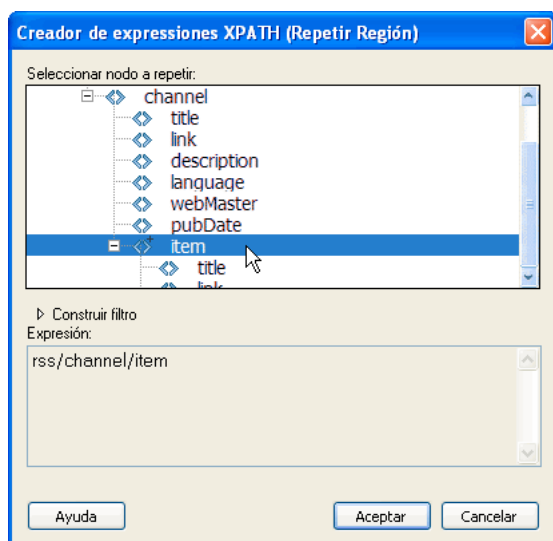 Creador de expressiones XPATH (Repetir Región)
Seleccionar nodo a repetir:
channel
title
link
description
language
webMaster
pubDate
item
title
link
Construir filtro
Expresión:
rss/channel/item
Ayuda
Aceptar
Cancelar